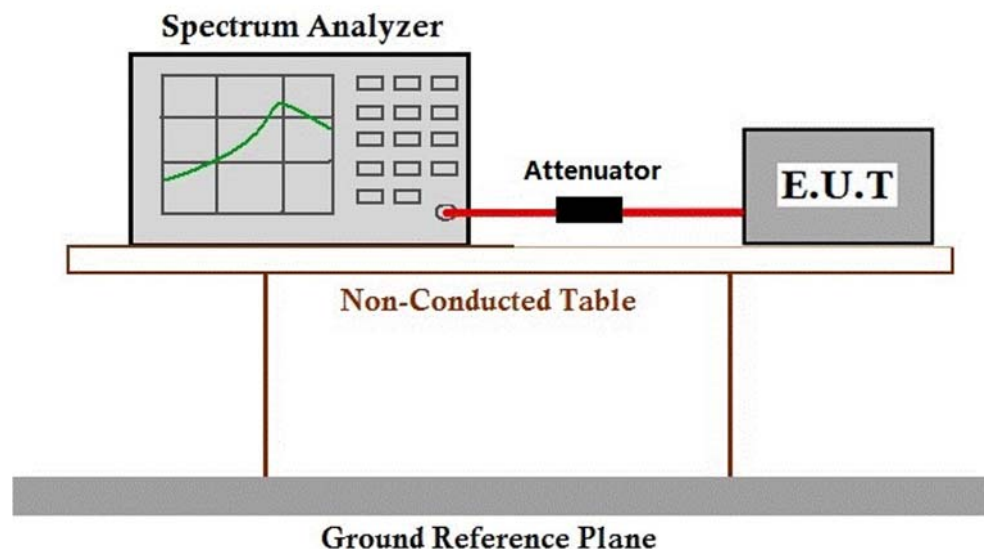 Spectrum Analyzer
Attenuator
E.U.T
Non-Conducted Table
Ground Reference Plane